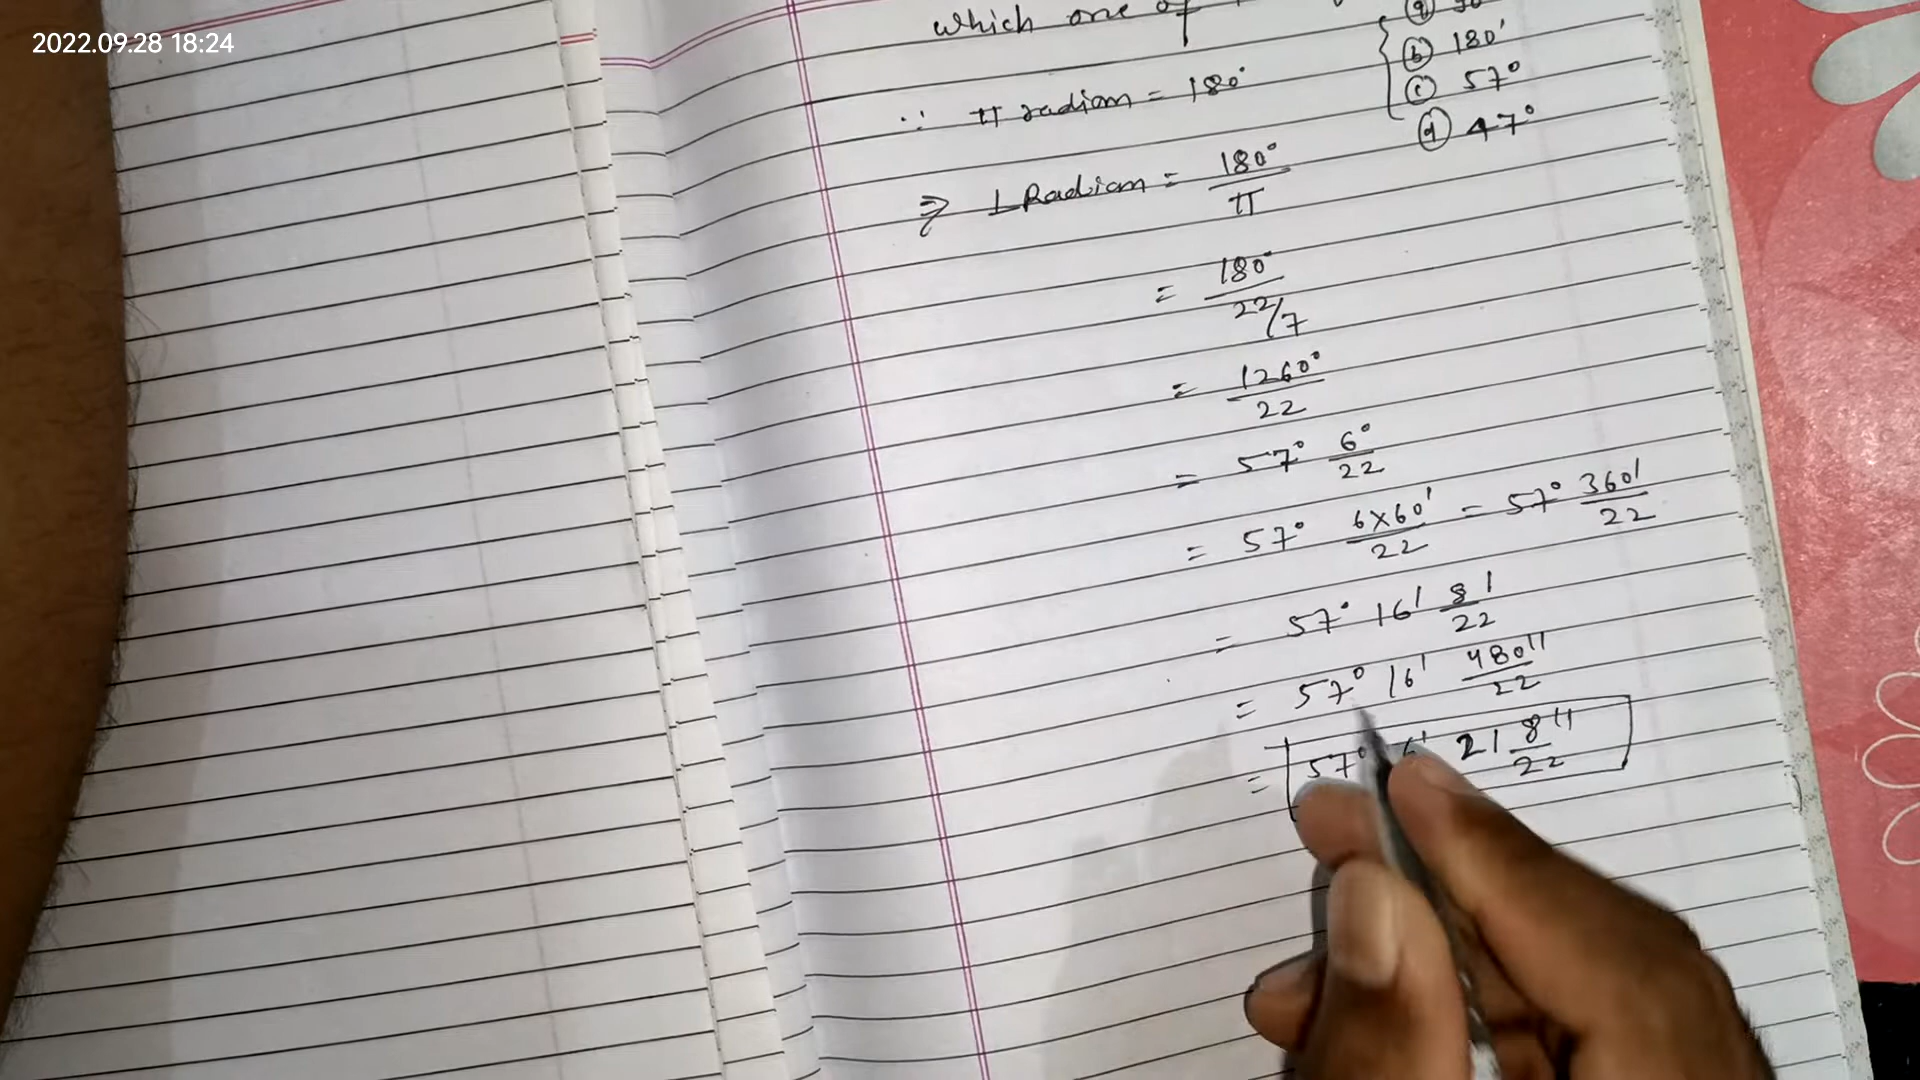 2022.09.28 18:24
which one of
(b) 180'
∵ π radian = 180°
(c) 57°
(d) 47°
⇒ 1 Radian = 180°/π
= 180°/22/7
= 1260°/22
= 57° 6°/22
= 57° 6×60'/22 = 57° 360'/22
= 57° 16' 8'/22
= 57° 16' 480''/22
= 57° 6' 21 8''/22